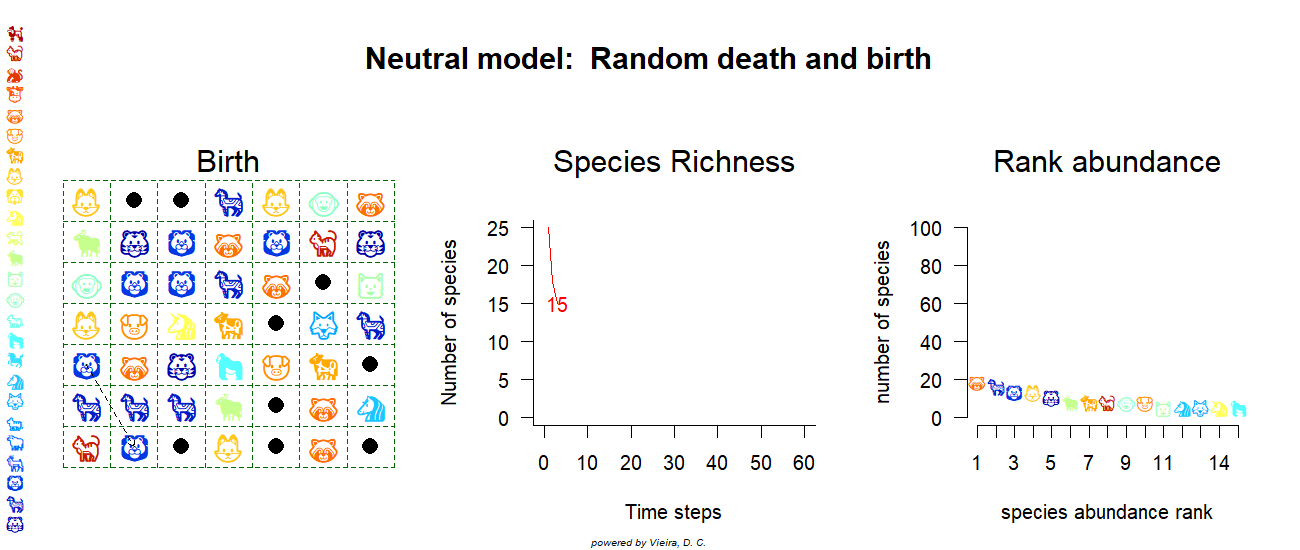 Neutral model:  Random death and birth
Birth
Species Richness
Number of species
25
20
15
10
5
0
15
0 10 20 30 40 50 60
Time steps
Rank abundance
number of species
100
80
60
40
20
0
1 3 5 7 9 11 14
species abundance rank
powered by Vieira, D. C.